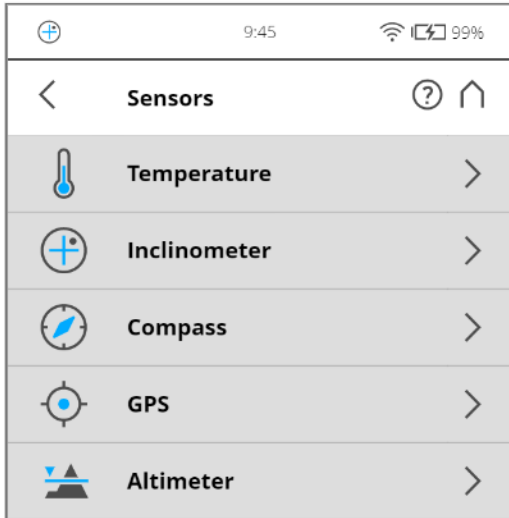 9:45 99%
Sensors
Temperature
Inclinometer
Compass
GPS
Altimeter